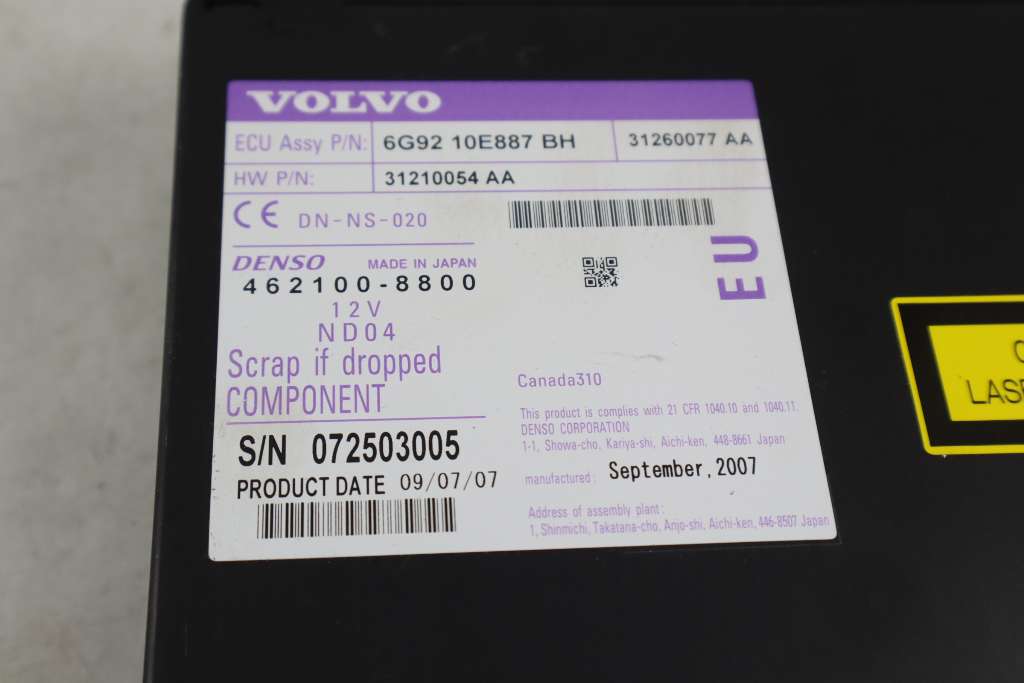 VOLVO
ECU Assy P/N: 6G92 10E887 BH 31260077 AA
HW P/N: 31210054 AA
CE DN-NS-020
EU
DENSO MADE IN JAPAN
462100-8800
12V
ND04
Scrap if dropped
COMPONENT
S/N 072503005
PRODUCT DATE 09/07/07
Canada310
This product is complies with 21 CFR 1040.10 and 1040.11.
DENSO CORPORATION
1-1, Showa-cho, Kariya-shi, Aichi-ken, 448-8661 Japan
manufactured: September, 2007
Address of assembly plant:
1, Shinmichi, Takatana-cho, Anjo-shi, Aichi-ken, 446-8507 Japan